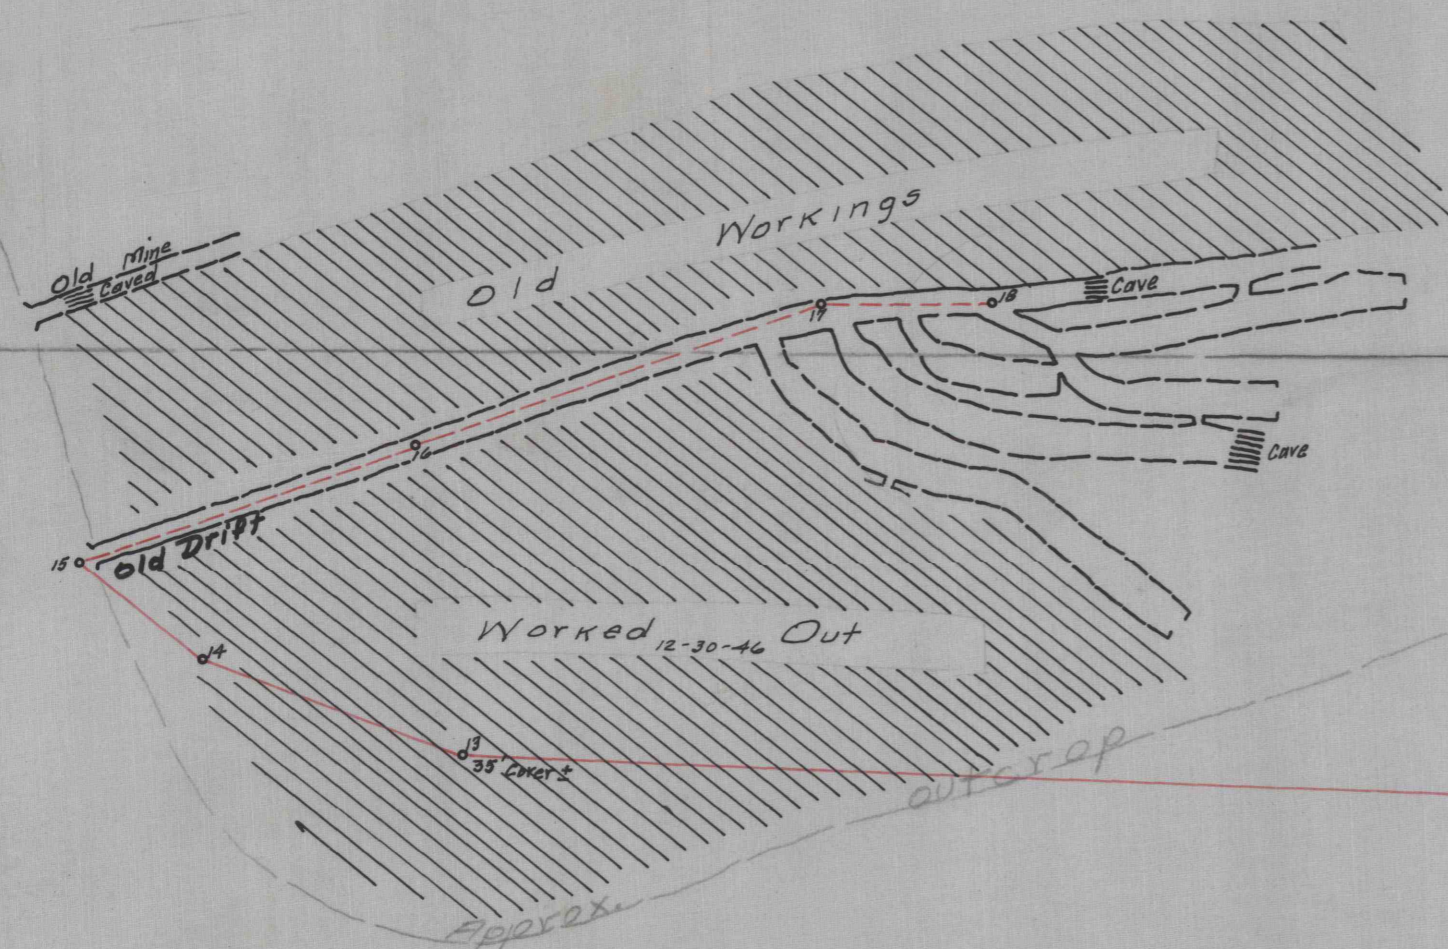 Old Mine
Caved
Old Workings
Cave
17
18
16
Cave
15
Old Drift
14
Worked 12-30-46 Out
13
35' Cover ±
Approx. outcrop